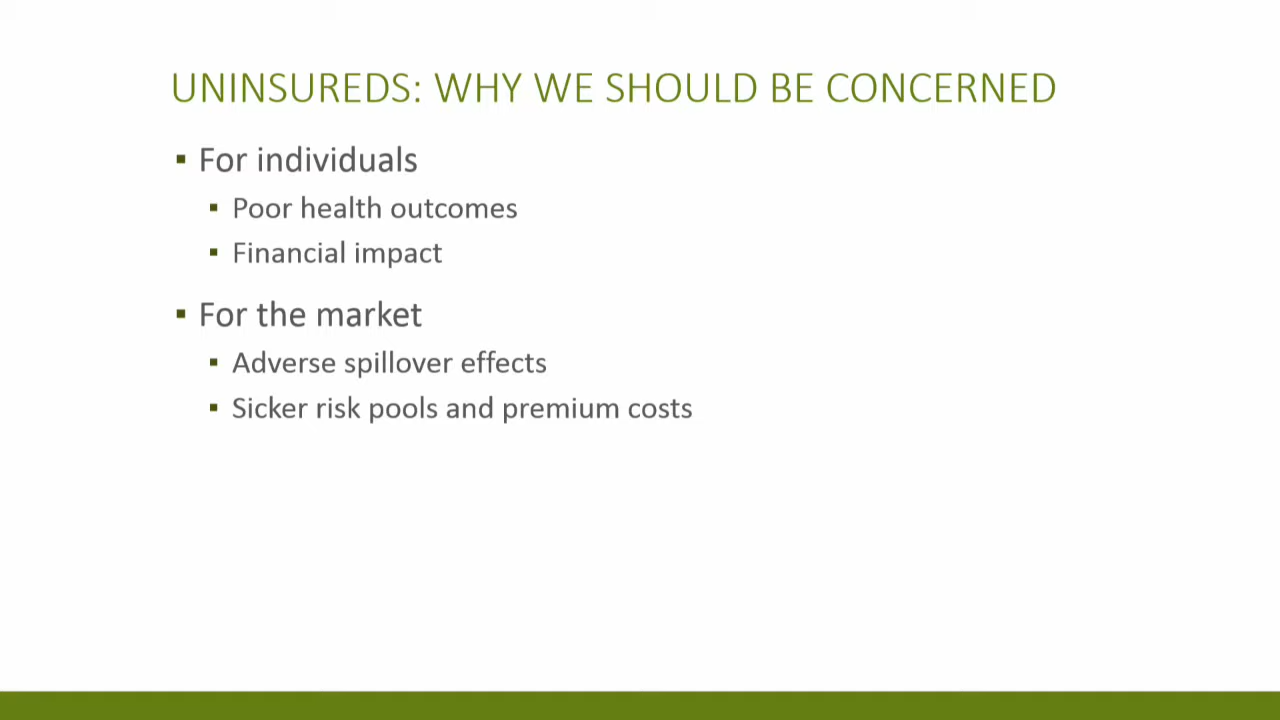 UNINSUREDS: WHY WE SHOULD BE CONCERNED
▪ For individuals
▪ Poor health outcomes
▪ Financial impact
▪ For the market
▪ Adverse spillover effects
▪ Sicker risk pools and premium costs